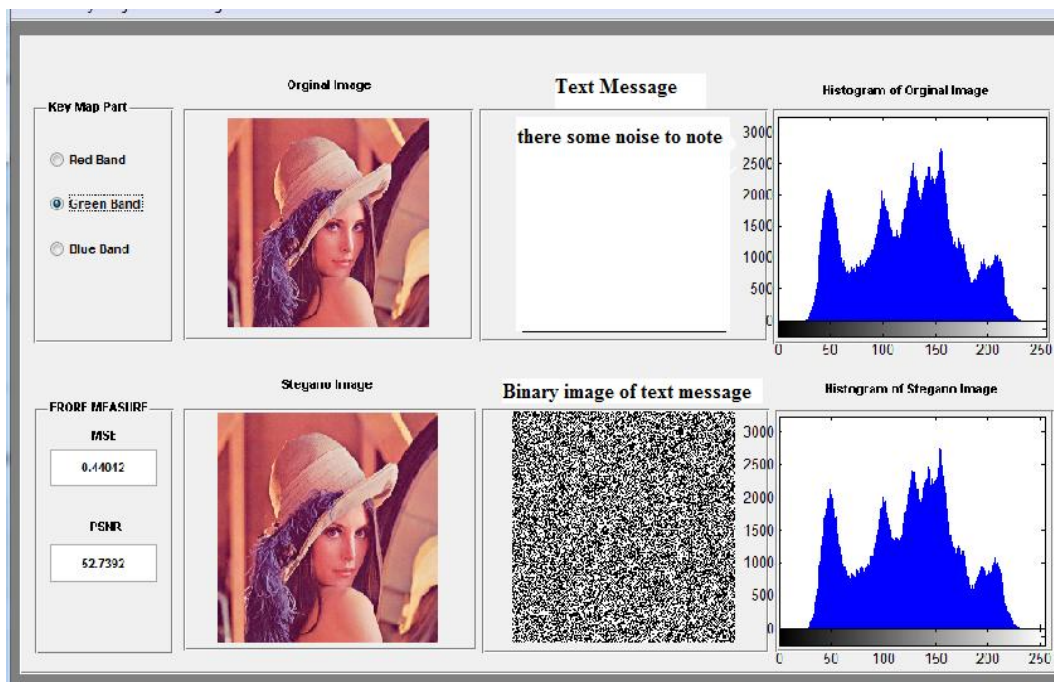 Orginal Image
Text Message
Histogram of Orginal Image
Key Map Part
Red Band
Green Band
Blue Band
there some noise to note
3000
2500
2000
1500
1000
500
0
0 50 100 150 200 250
Stegano Image
Binary image of text message
Histogram of Stegano Image
MEASURE
MSE
0.44042
PSNR
52.7392
3000
2500
2000
1500
1000
500
0
0 50 100 150 200 250